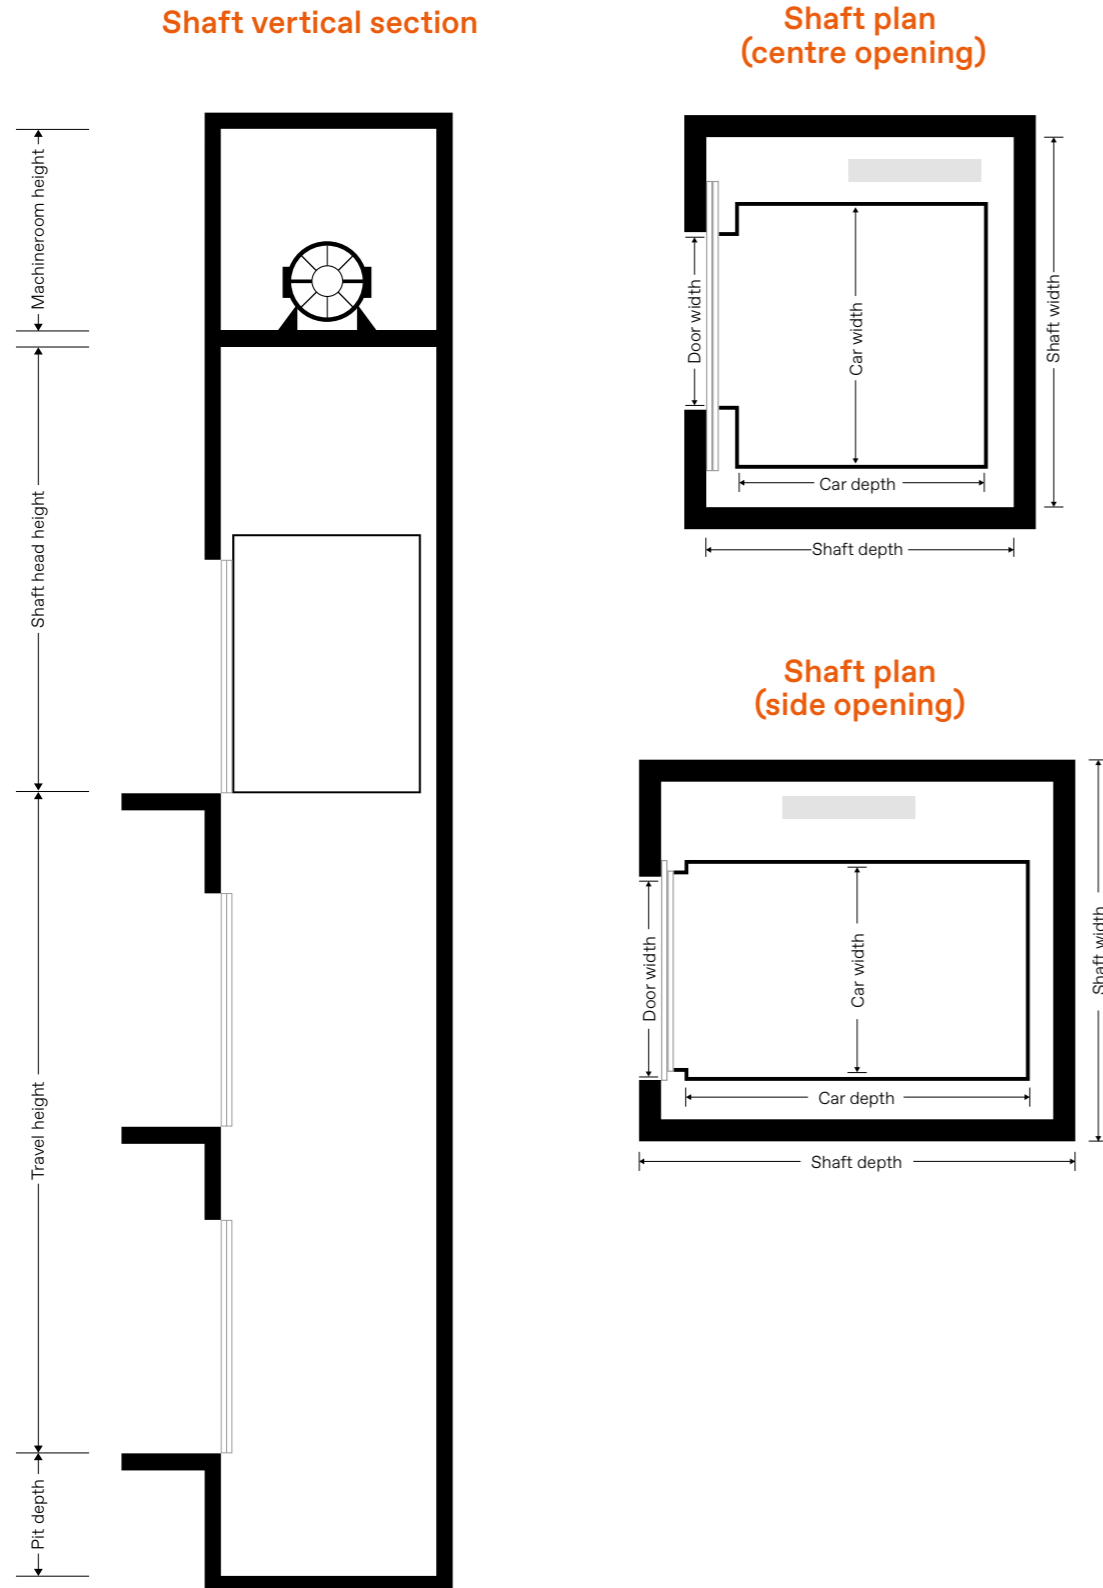 Shaft vertical section
Machineroom height
Shaft head height
Travel height
Pit depth
Shaft plan
(centre opening)
Door width
Car width
Shaft width
Car depth
Shaft depth
Shaft plan
(side opening)
Door width
Car width
Shaft width
Car depth
Shaft depth